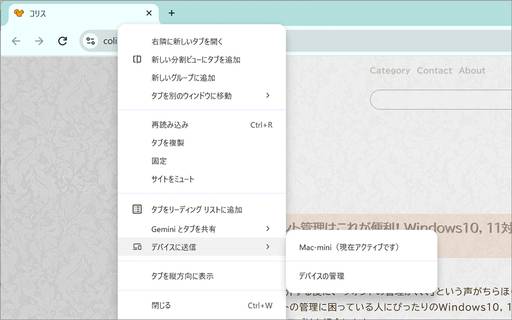 コリス
coli
Category Contact About
右隣に新しいタブを開く
新しい分割ビューにタブを追加
新しいグループに追加
タブを別のウィンドウに移動
再読み込み Ctrl+R
タブを複製
固定
サイトをミュート
タブをリーディング リストに追加
Gemini とタブを共有
ント管理はこれが便利! Windows10, 11対
デバイスに送信
Mac-mini（現在アクティブです）
タブを縦方向に表示
デバイスの管理
という声がちらほ
閉じる Ctrl+W
トの管理に困っている人にぴったりのWindows10, 1